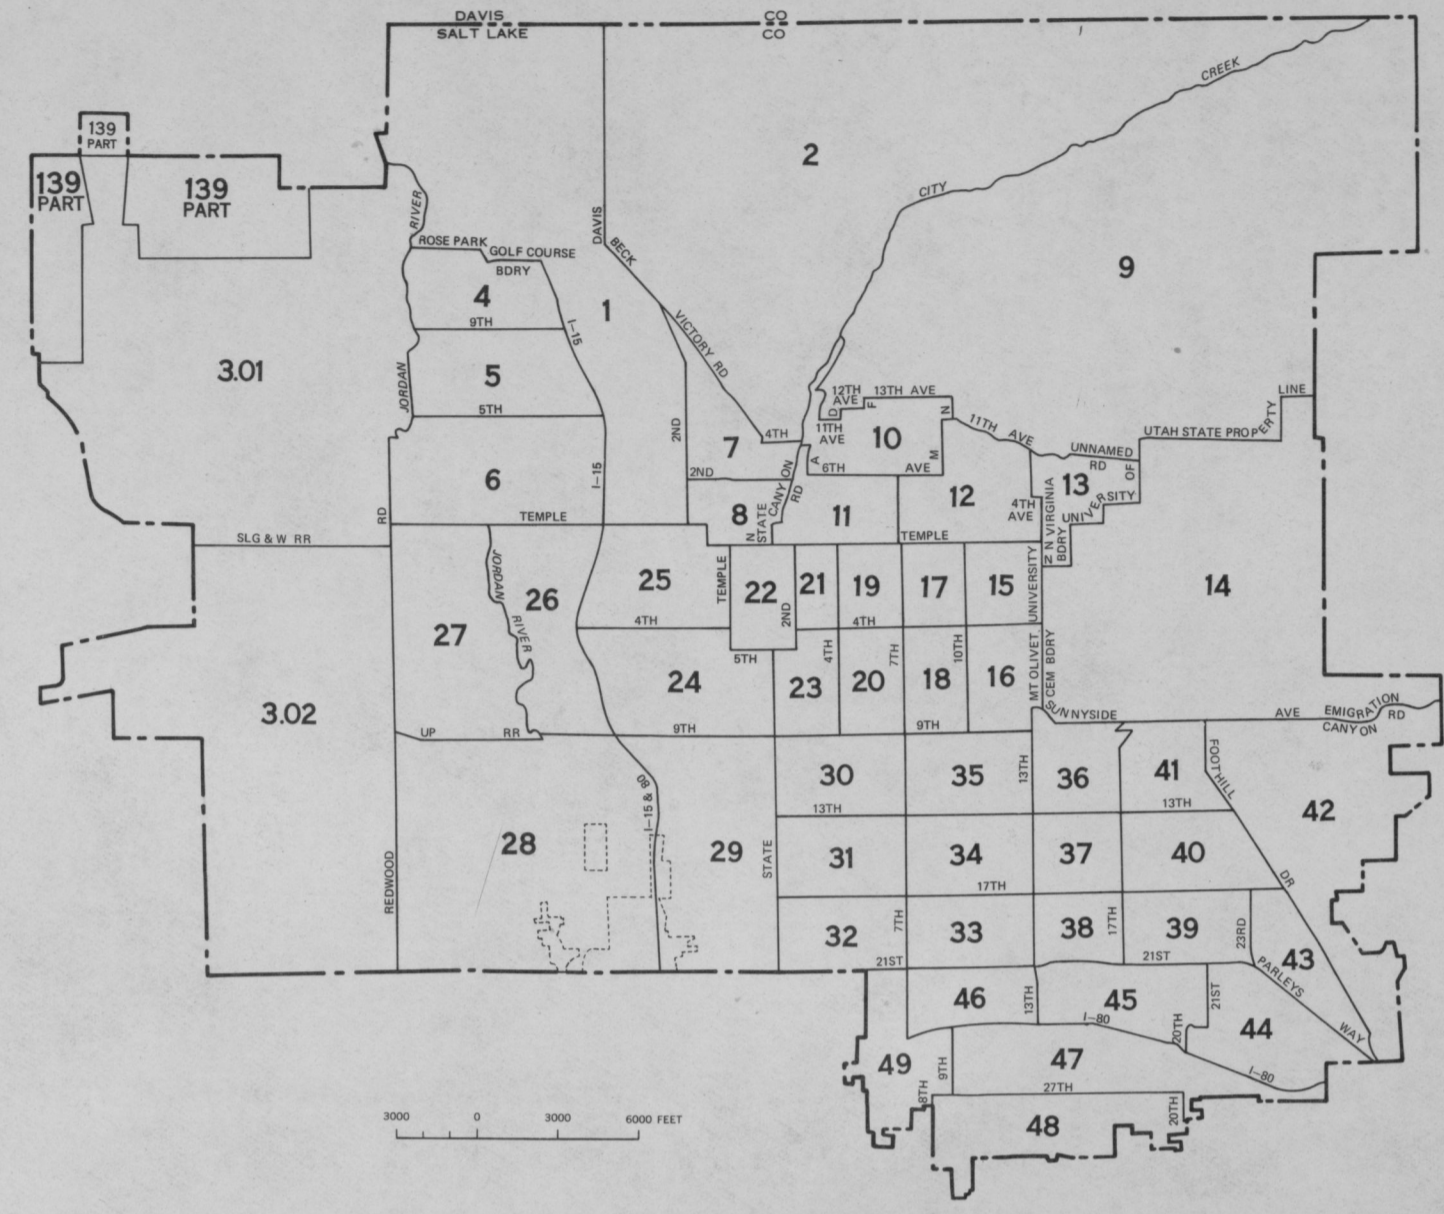 DAVIS CO
SALT LAKE CO
CREEK
139
PART
2
139
PART
139
PART
RIVER
CITY
DAVIS
BECK
ROSE PARK
GOLF COURSE
BDRY
9
4
1
9TH
I-15
VICTORY RD
3.01
5
JORDAN
12TH
AVE
13TH AVE
LINE
5TH
D
F
N
11TH AVE
UTAH STATE PROPERTY
2ND
4TH
11TH
AVE
10
7
UNNAMED
RD
OF
A
6TH
AVE
M
6
I-15
2ND
CANYON
RD
13
12
UNIVERSITY
4TH
AVE
N VIRGINIA
N BDRY
RD
TEMPLE
8
N STATE
11
TEMPLE
SLG & W RR
JORDAN
RIVER
25
TEMPLE
22
21
19
17
15
UNIVERSITY
14
26
27
4TH
2ND
4TH
5TH
4TH
7TH
10TH
MT OLIVET
CEM BDRY
24
23
20
18
16
3.02
SUNNYSIDE
AVE
EMIGRATION
CANYON
RD
UP
RR
9TH
9TH
30
35
13TH
36
41
FOOTHILL
I-15 & 80
13TH
13TH
42
28
29
STATE
31
34
37
40
REDWOOD
17TH
DR
32
7TH
33
38
17TH
39
23RD
43
21ST
21ST
PARLEYS
WAY
46
13TH
45
21ST
I-80
20TH
44
49
9TH
47
I-80
8TH
27TH
20TH
3000
0
3000
6000 FEET
48